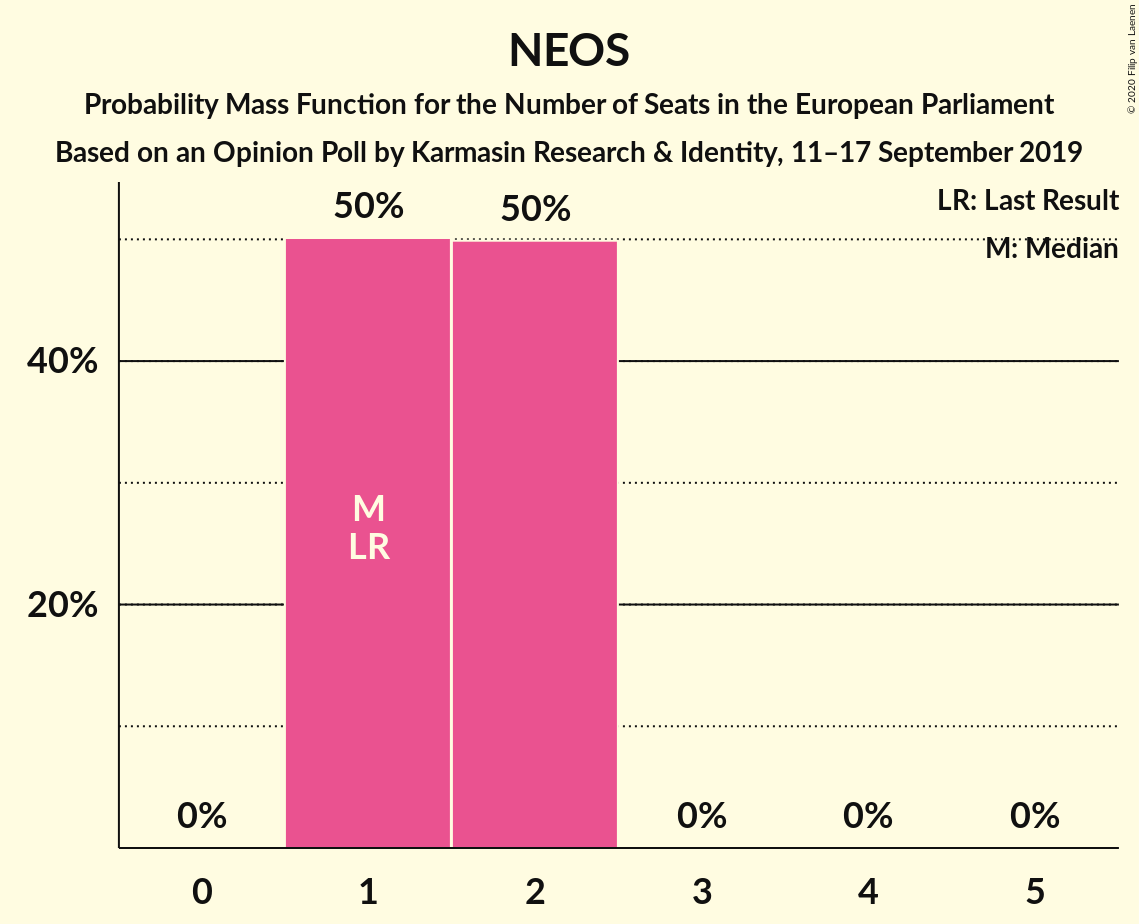 NEOS
Probability Mass Function for the Number of Seats in the European Parliament
Based on an Opinion Poll by Karmasin Research & Identity, 11–17 September 2019
© 2020 Filip van Laenen
LR: Last Result
M: Median
50%
50%
40%
20%
M
LR
0%
0%
0%
0%
0
1
2
3
4
5